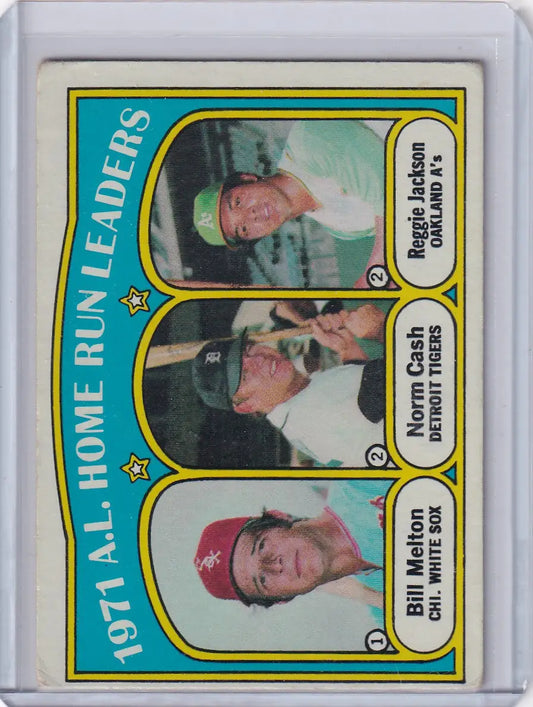 1971 A.L. HOME RUN LEADERS
1
Bill Melton
CHI. WHITE SOX
2
Norm Cash
DETROIT TIGERS
2
Reggie Jackson
OAKLAND A's
SOX
D
A's